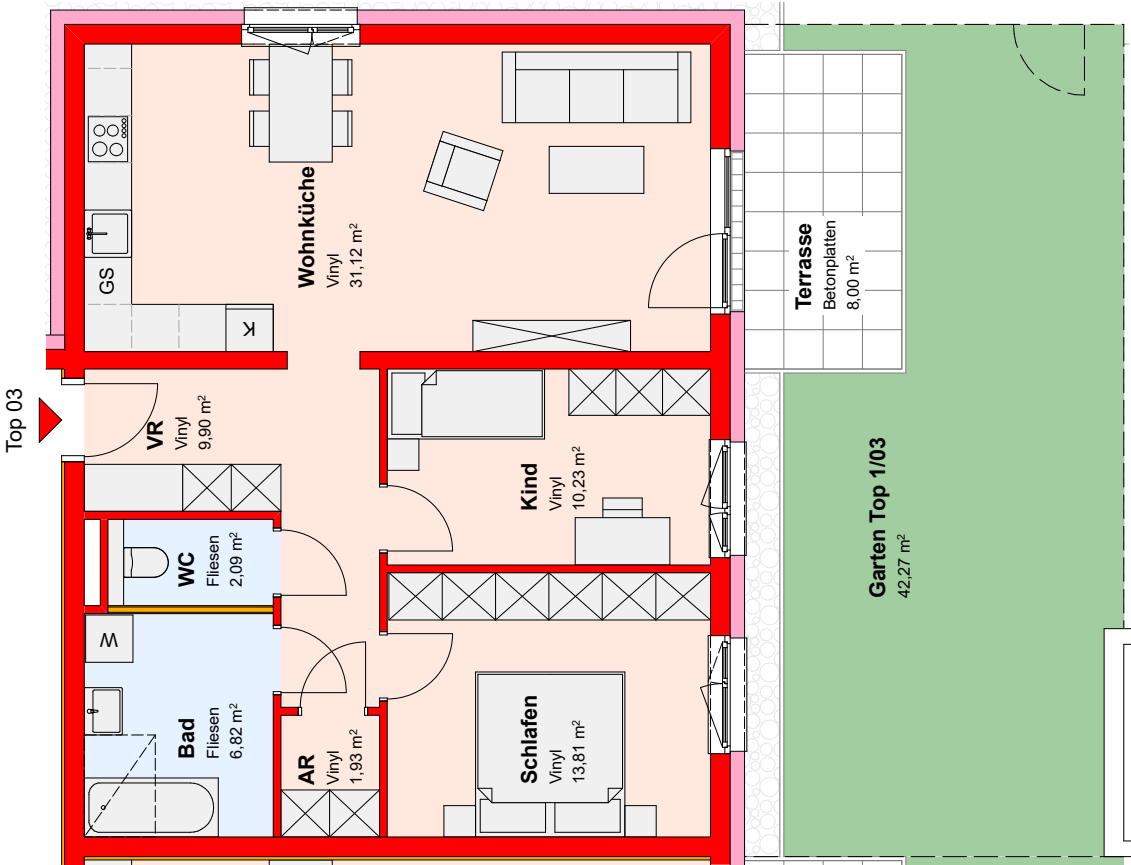 Top 03
Wohnküche
Vinyl
31,12 m²
GS
K
VR
Vinyl
9,90 m²
WC
Fliesen
2,09 m²
W
Bad
Fliesen
6,82 m²
AR
Vinyl
1,93 m²
Kind
Vinyl
10,23 m²
Schlafen
Vinyl
13,81 m²
Terrasse
Betonplatten
8,00 m²
Garten Top 1/03
42,27 m²